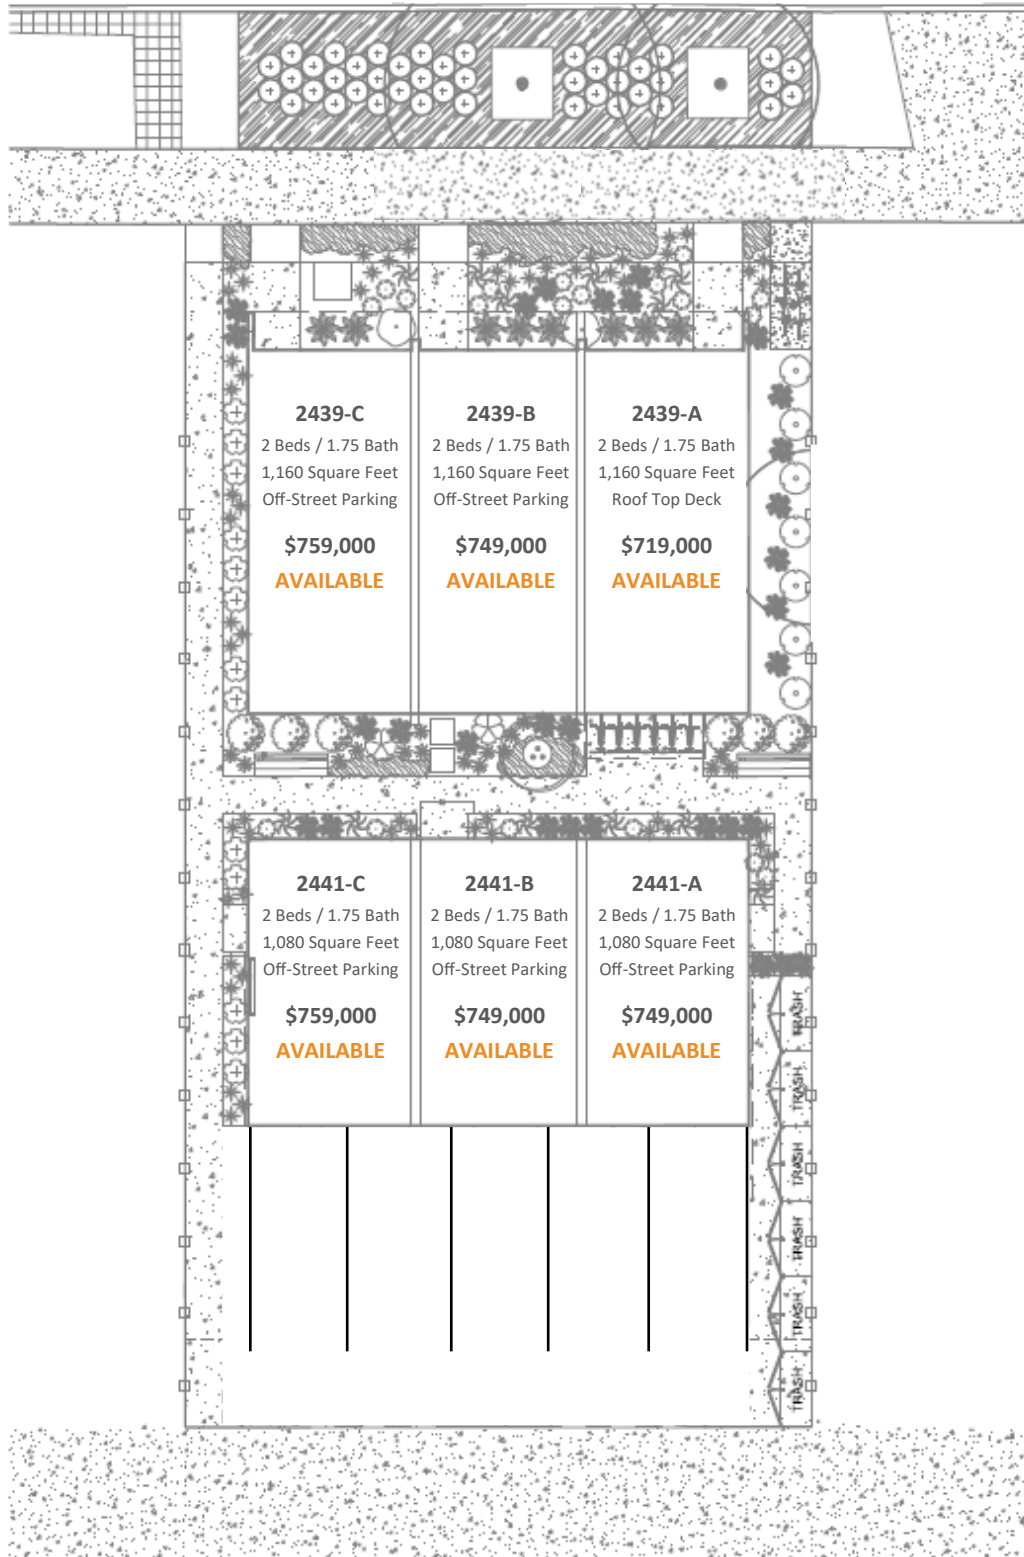 2439-C
2 Beds / 1.75 Bath
1,160 Square Feet
Off-Street Parking
$759,000
AVAILABLE
2439-B
2 Beds / 1.75 Bath
1,160 Square Feet
Off-Street Parking
$749,000
AVAILABLE
2439-A
2 Beds / 1.75 Bath
1,160 Square Feet
Roof Top Deck
$719,000
AVAILABLE
2441-C
2 Beds / 1.75 Bath
1,080 Square Feet
Off-Street Parking
$759,000
AVAILABLE
2441-B
2 Beds / 1.75 Bath
1,080 Square Feet
Off-Street Parking
$749,000
AVAILABLE
2441-A
2 Beds / 1.75 Bath
1,080 Square Feet
Off-Street Parking
$749,000
AVAILABLE
TRASH
TRASH
TRASH
TRASH
TRASH
TRASH